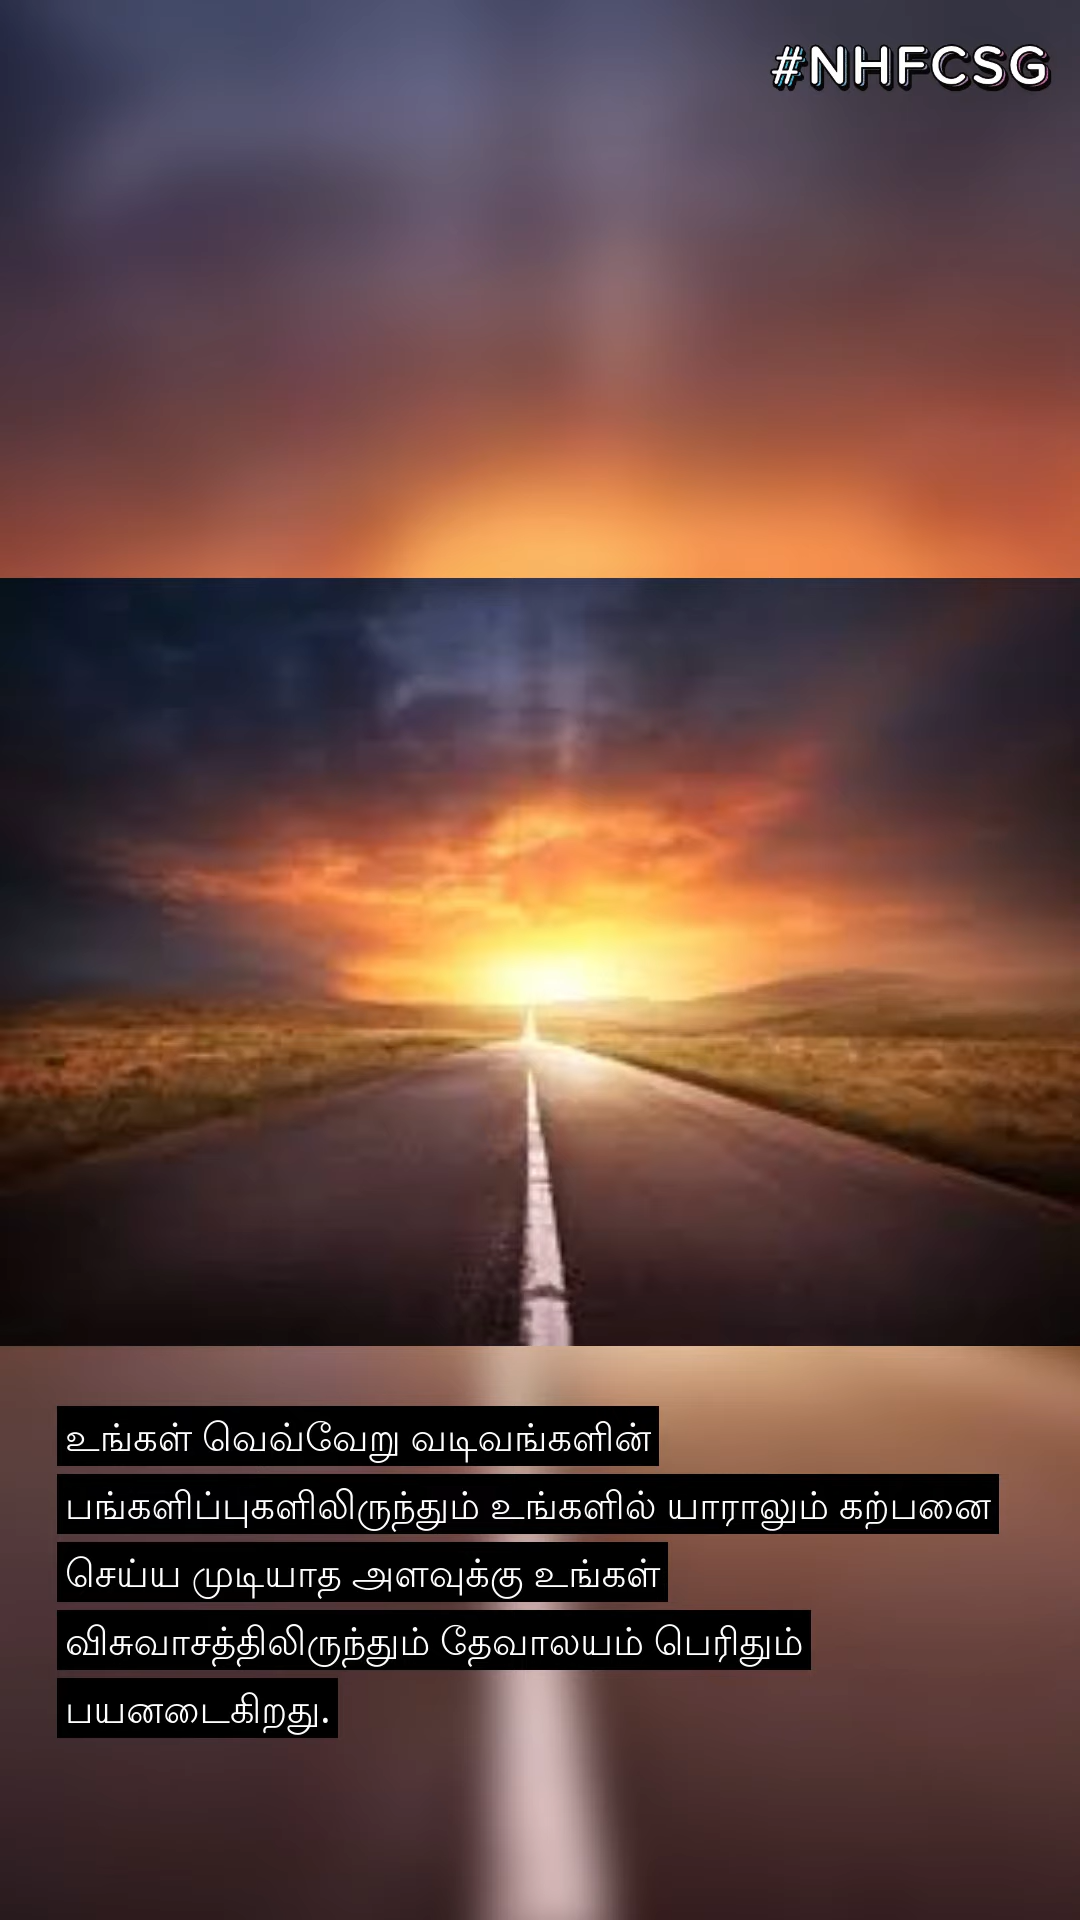 #NHFCSG
உங்கள் வெவ்வேறு வடிவங்களின்
பங்களிப்புகளிலிருந்தும் உங்களில் யாராலும் கற்பனை
செய்ய முடியாத அளவுக்கு உங்கள்
விசுவாசத்திலிருந்தும் தேவாலயம் பெரிதும்
பயனடைகிறது.